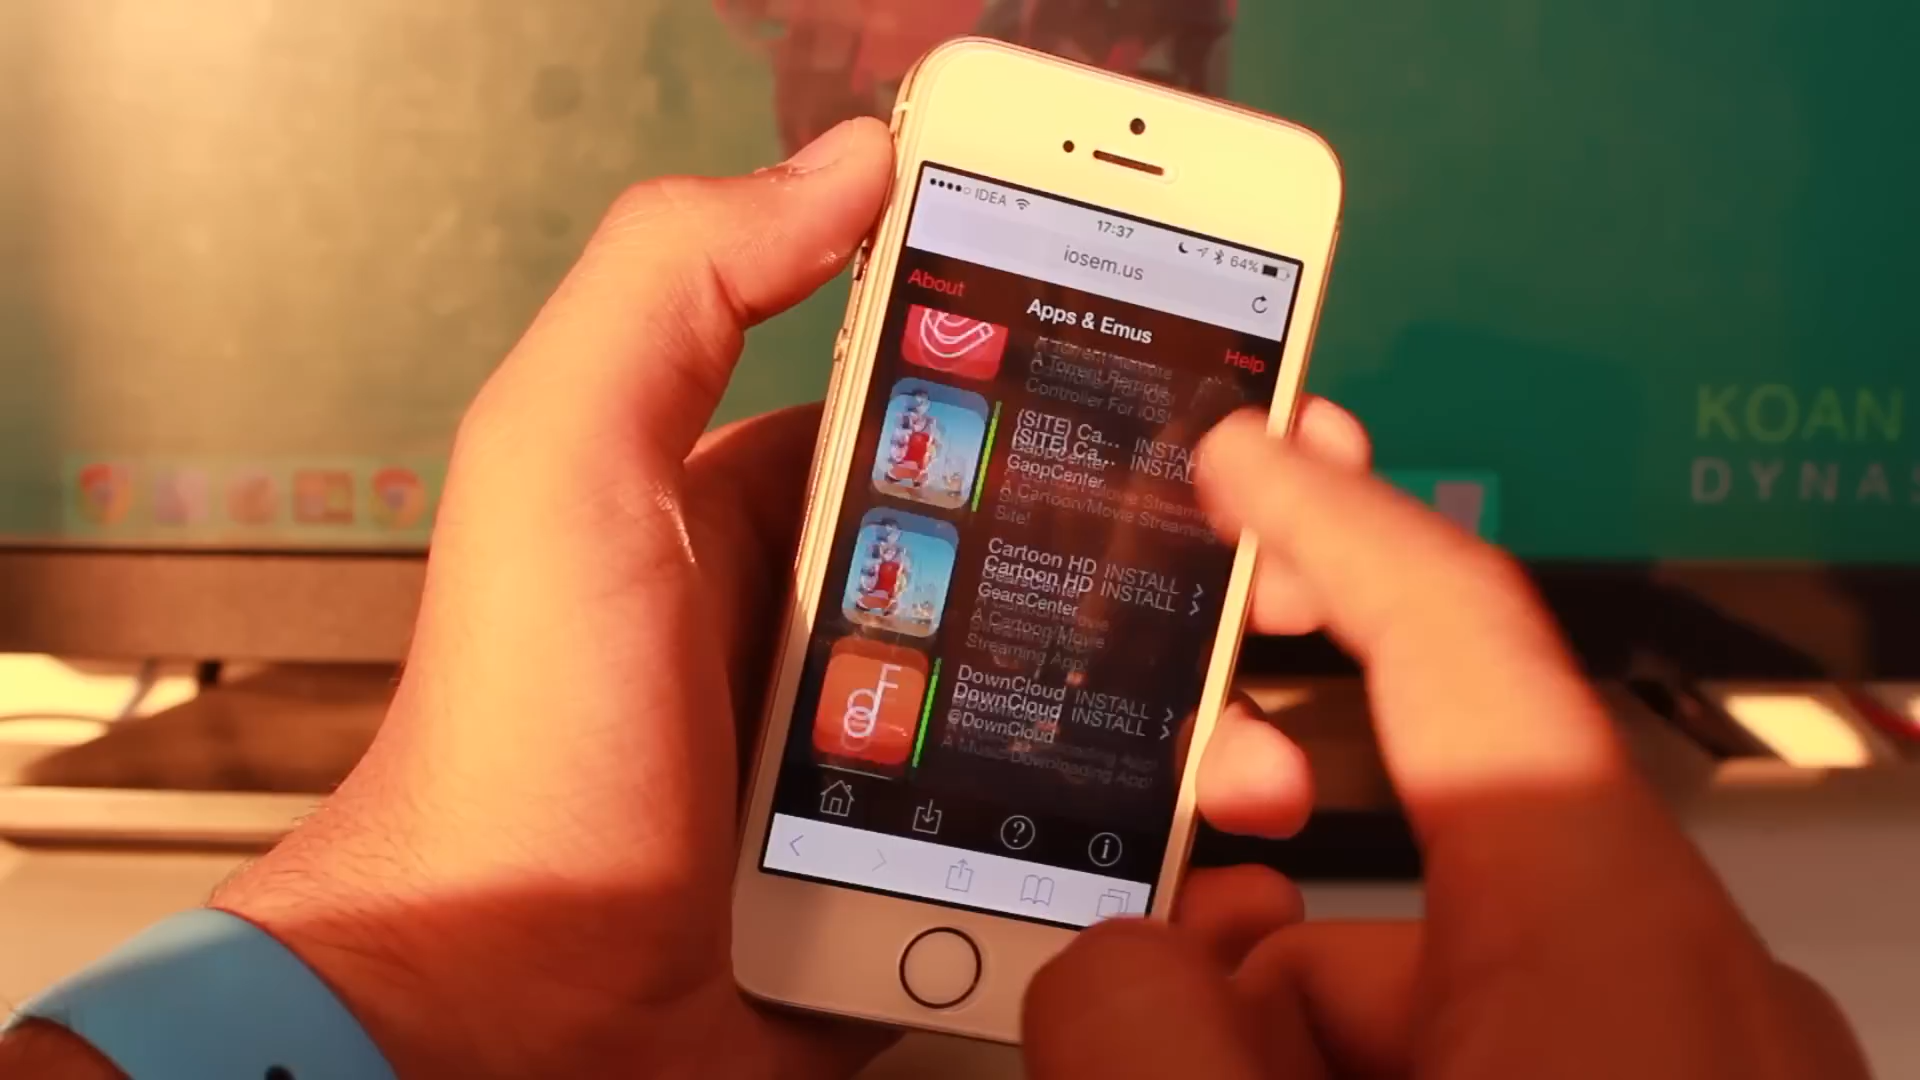 IDEA
17:37
64%
iosem.us
About
Apps & Emus
Help
A Torrent Remote
Controller For iOS!
(SITE) Ca... INSTALL
GappCenter
A Cartoon/Movie Streaming
Site!
Cartoon HD INSTALL
GearsCenter
A Cartoon/Movie
Streaming App!
DownCloud INSTALL
@DownCloud
A Music Downloading App!
KOAN
DYNAS